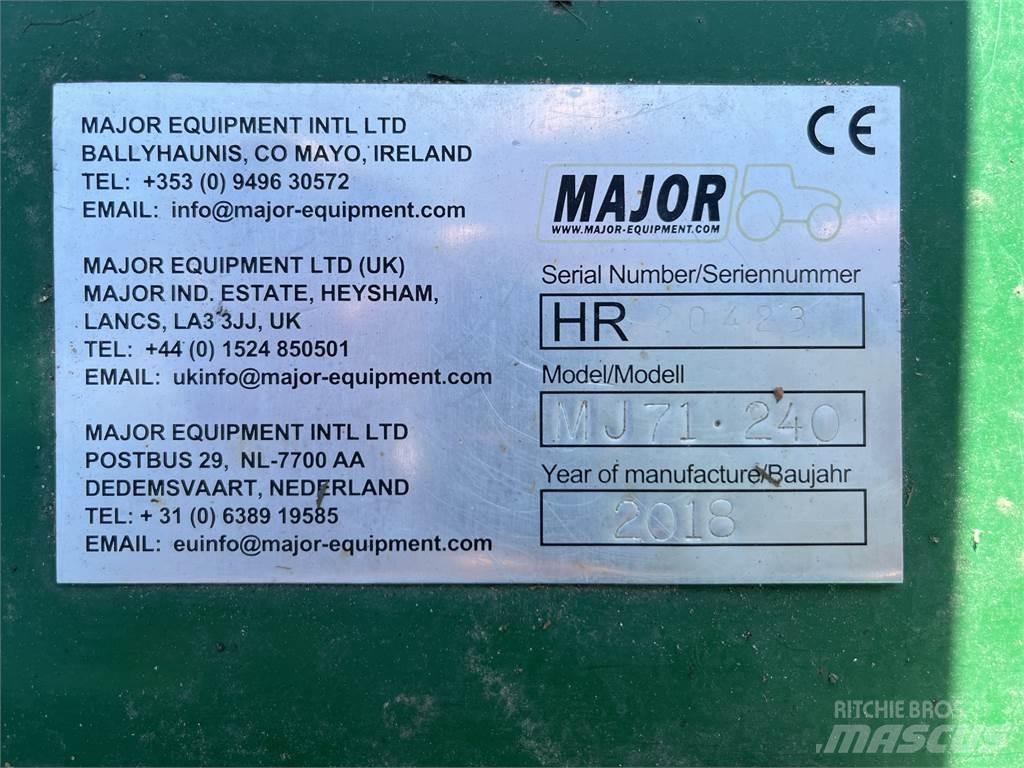 MAJOR EQUIPMENT INTL LTD
BALLYHAUNIS, CO MAYO, IRELAND
TEL: +353 (0) 9496 30572
EMAIL: info@major-equipment.com
MAJOR EQUIPMENT LTD (UK)
MAJOR IND. ESTATE, HEYSHAM,
LANCS, LA3 3JJ, UK
TEL: +44 (0) 1524 850501
EMAIL: ukinfo@major-equipment.com
MAJOR EQUIPMENT INTL LTD
POSTBUS 29, NL-7700 AA
DEDEMSVAART, NEDERLAND
TEL: + 31 (0) 6389 19585
EMAIL: euinfo@major-equipment.com
CE
MAJOR
WWW.MAJOR-EQUIPMENT.COM
Serial Number/Seriennummer
HR 20423
Model/Modell
MJ71·240
Year of manufacture/Baujahr
2018
RITCHIE BROS.
MASCUS